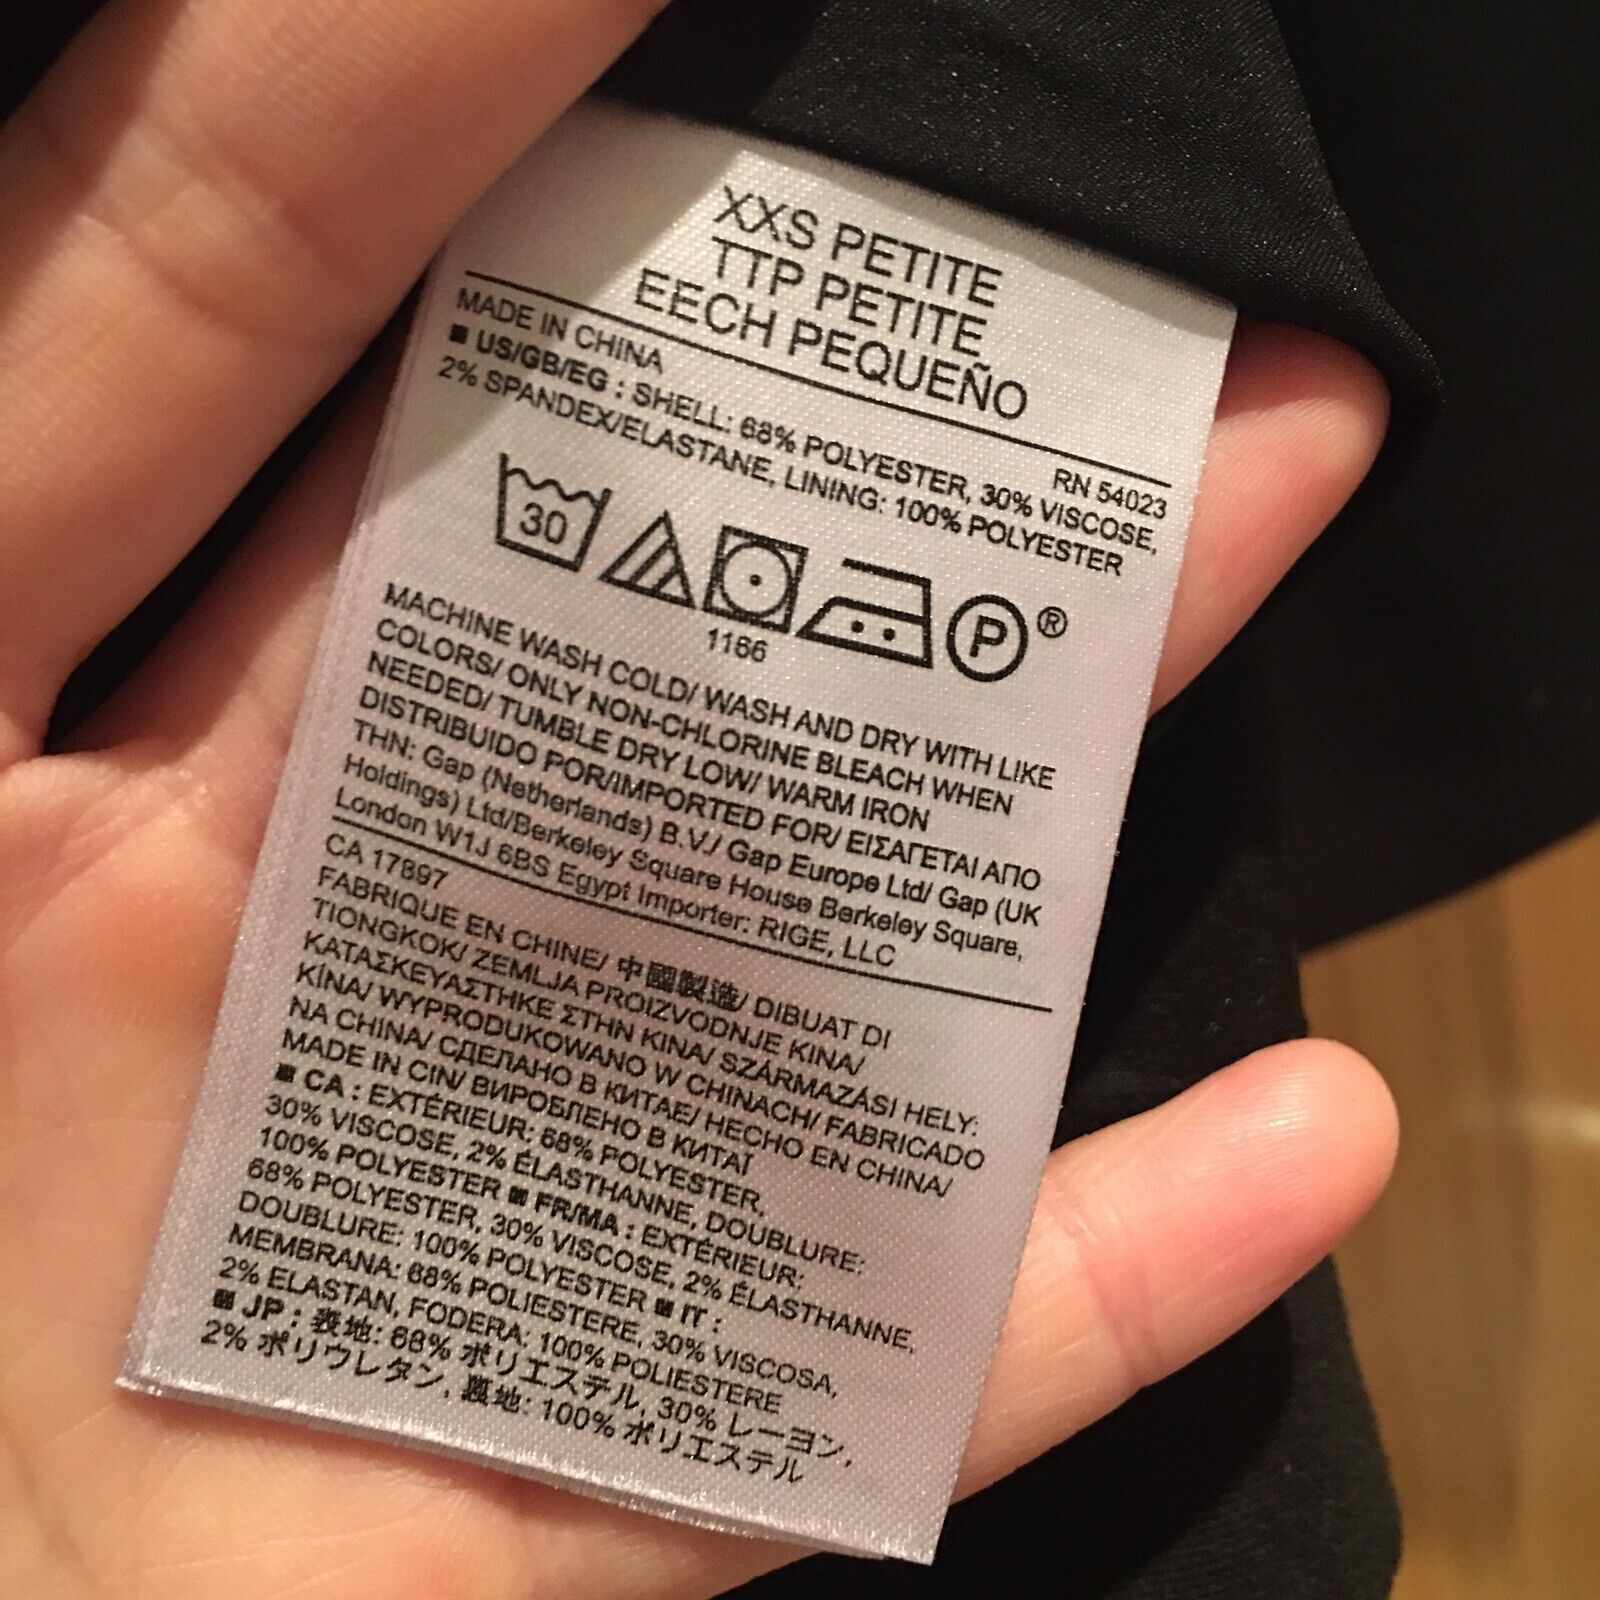 XXS PETITE
TTP PETITE
EECH PEQUEÑO
MADE IN CHINA
RN 54023
■ US/GB/EG : SHELL: 68% POLYESTER, 30% VISCOSE,
2% SPANDEX/ELASTANE, LINING: 100% POLYESTER
30
P ®
1166
MACHINE WASH COLD/ WASH AND DRY WITH LIKE
COLORS/ ONLY NON-CHLORINE BLEACH WHEN
NEEDED/ TUMBLE DRY LOW/ WARM IRON
DISTRIBUIDO POR/IMPORTED FOR/ ΕΙΣΑΓΕΤΑΙ ΑΠΟ
THN: Gap (Netherlands) B.V./ Gap Europe Ltd/ Gap (UK
Holdings) Ltd/Berkeley Square House Berkeley Square,
London W1J 6BS Egypt Importer: RIGE, LLC
CA 17897
FABRIQUE EN CHINE/ 中國製造/ DIBUAT DI
TIONGKOK/ ZEMLJA PROIZVODNJE KINA/
ΚΑΤΑΣΚΕΥΑΣΤΗΚΕ ΣΤΗΝ ΚΙΝΑ/ SZÁRMAZÁSI HELY:
KÍNA/ WYPRODUKOWANO W CHINACH/ FABRICADO
NA CHINA/ СДЕЛАНО В КИТАЕ/ HECHO EN CHINA/
MADE IN CIN/ ВИРОБЛЕНО В КИТАЇ
■ CA : EXTÉRIEUR: 68% POLYESTER,
30% VISCOSE, 2% ÉLASTHANNE, DOUBLURE:
100% POLYESTER ■ FR/MA : EXTÉRIEUR:
68% POLYESTER, 30% VISCOSE, 2% ÉLASTHANNE,
DOUBLURE: 100% POLYESTER ■ IT :
MEMBRANA: 68% POLIESTERE, 30% VISCOSA,
2% ELASTAN, FODERA: 100% POLIESTERE
■ JP : 表地: 68% ポリエステル, 30% レーヨン,
2% ポリウレタン, 裏地: 100% ポリエステル